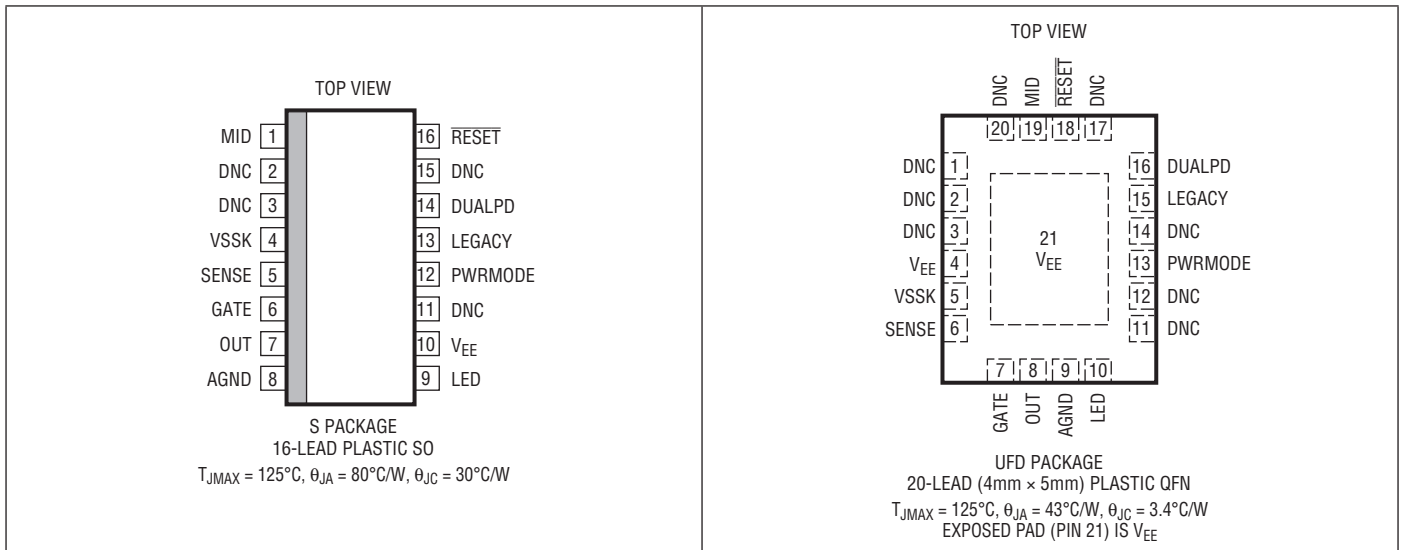 TOP VIEW
MID 1
DNC 2
DNC 3
VSSK 4
SENSE 5
GATE 6
OUT 7
AGND 8
16 R̅E̅S̅E̅T̅
15 DNC
14 DUALPD
13 LEGACY
12 PWRMODE
11 DNC
10 VEE
9 LED
S PACKAGE
16-LEAD PLASTIC SO
TJMAX = 125°C, θJA = 80°C/W, θJC = 30°C/W
TOP VIEW
DNC MID R̅E̅S̅E̅T̅ DNC
20 19 18 17
DNC 1
DNC 2
DNC 3
VEE 4
VSSK 5
SENSE 6
21
VEE
16 DUALPD
15 LEGACY
14 DNC
13 PWRMODE
12 DNC
11 DNC
7 8 9 10
GATE OUT AGND LED
UFD PACKAGE
20-LEAD (4mm × 5mm) PLASTIC QFN
TJMAX = 125°C, θJA = 43°C/W, θJC = 3.4°C/W
EXPOSED PAD (PIN 21) IS VEE